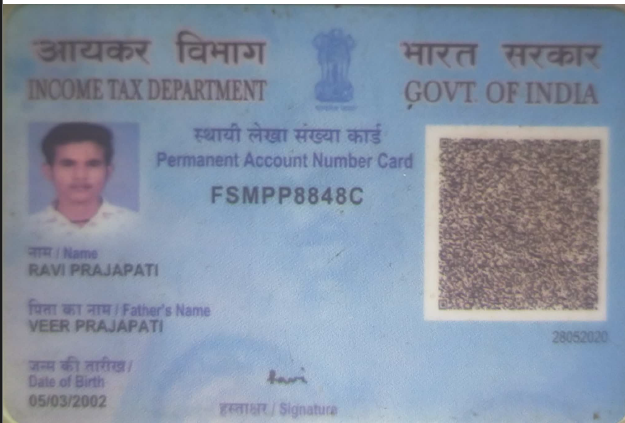 आयकर विभाग
INCOME TAX DEPARTMENT
भारत सरकार
GOVT. OF INDIA
स्थायी लेखा संख्या कार्ड
Permanent Account Number Card
FSMPP8848C
नाम / Name
RAVI PRAJAPATI
पिता का नाम / Father's Name
VEER PRAJAPATI
28052020
जन्म की तारीख /
Date of Birth
05/03/2002
हस्ताक्षर / Signature